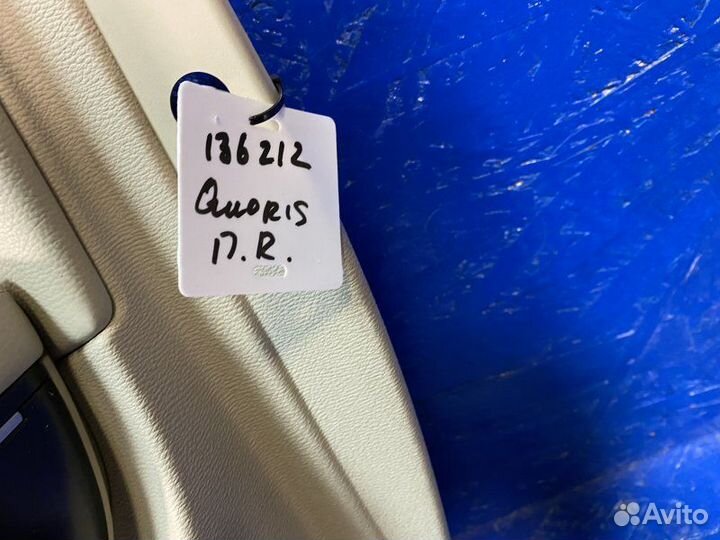 136212
Quoris
П.R.
Avito